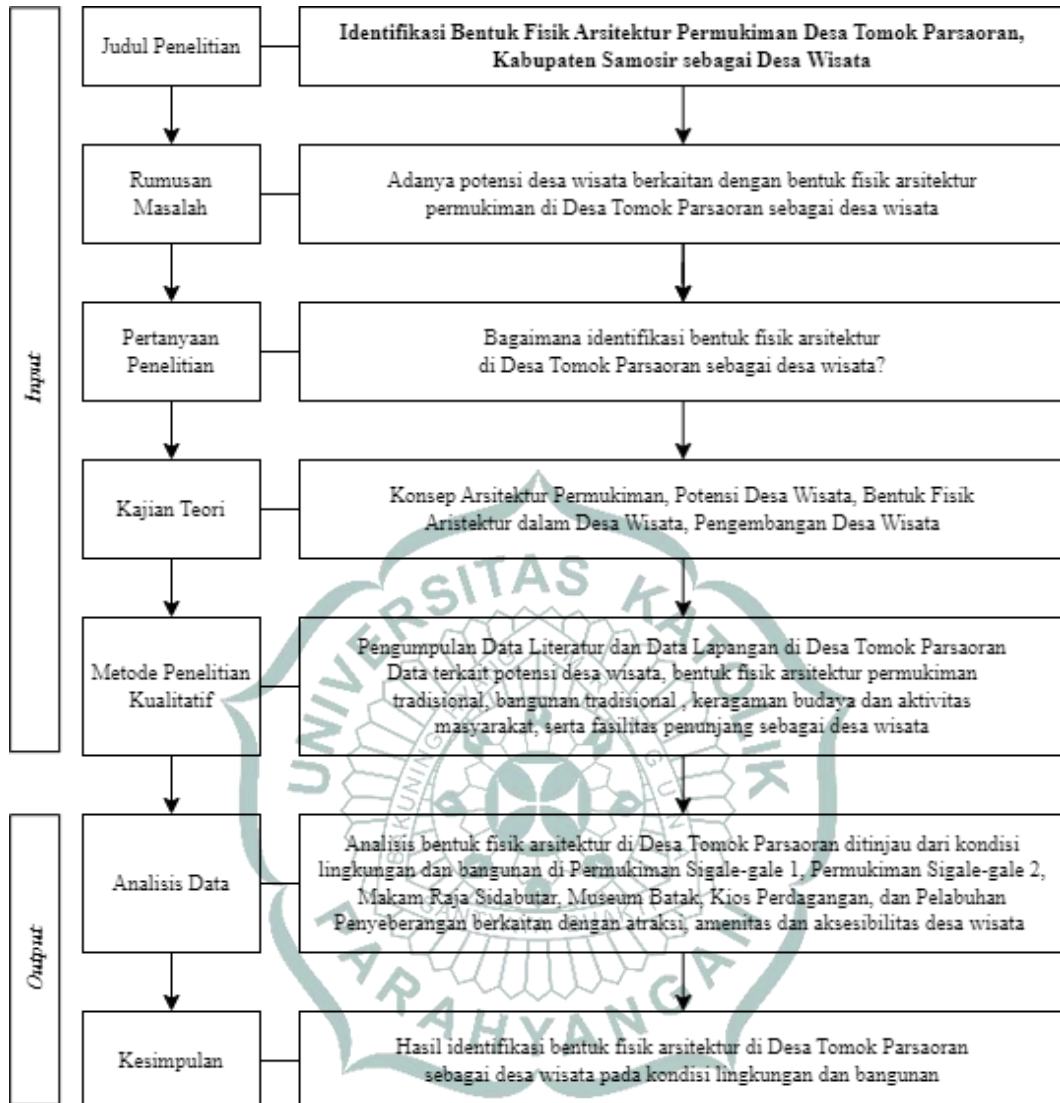 Judul Penelitian
Identifikasi Bentuk Fisik Arsitektur Permukiman Desa Tomok Parsaoran,
Kabupaten Samosir sebagai Desa Wisata
Rumusan
Masalah
Adanya potensi desa wisata berkaitan dengan bentuk fisik arsitektur
permukiman di Desa Tomok Parsaoran sebagai desa wisata
Input
Pertanyaan
Penelitian
Bagaimana identifikasi bentuk fisik arsitektur
di Desa Tomok Parsaoran sebagai desa wisata?
Kajian Teori
Konsep Arsitektur Permukiman, Potensi Desa Wisata, Bentuk Fisik
Aristektur dalam Desa Wisata, Pengembangan Desa Wisata
Metode Penelitian
Kualitatif
Pengumpulan Data Literatur dan Data Lapangan di Desa Tomok Parsaoran
Data terkait potensi desa wisata, bentuk fisik arsitektur permukiman
tradisional, bangunan tradisional , keragaman budaya dan aktivitas
masyarakat, serta fasilitas penunjang sebagai desa wisata
Output
Analisis Data
Analisis bentuk fisik arsitektur di Desa Tomok Parsaoran ditinjau dari kondisi
lingkungan dan bangunan di Permukiman Sigale-gale 1, Permukiman Sigale-gale 2,
Makam Raja Sidabutar, Museum Batak, Kios Perdagangan, dan Pelabuhan
Penyeberangan berkaitan dengan atraksi, amenitas dan aksesibilitas desa wisata
Kesimpulan
Hasil identifikasi bentuk fisik arsitektur di Desa Tomok Parsaoran
sebagai desa wisata pada kondisi lingkungan dan bangunan
UNIVERSITAS KATOLIK
PARAHYANGAN